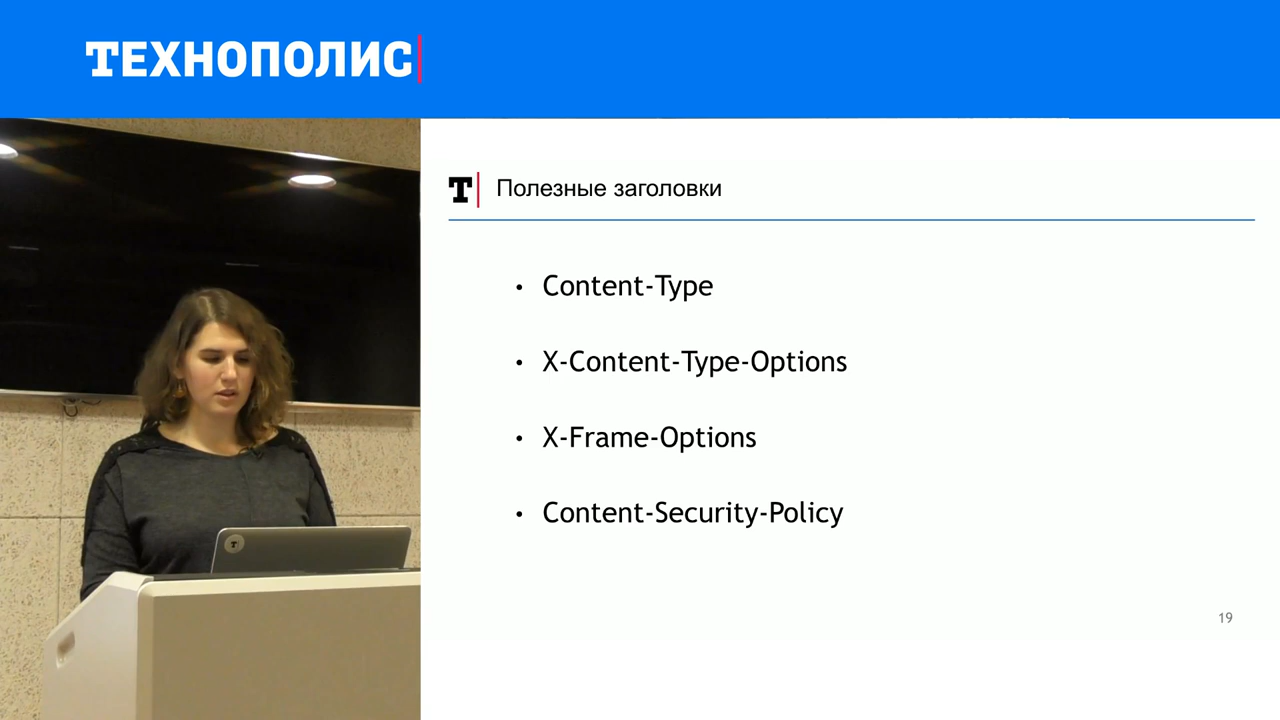 ТЕХНОПОЛИС
Т Полезные заголовки
• Content-Type
• X-Content-Type-Options
• X-Frame-Options
• Content-Security-Policy
19